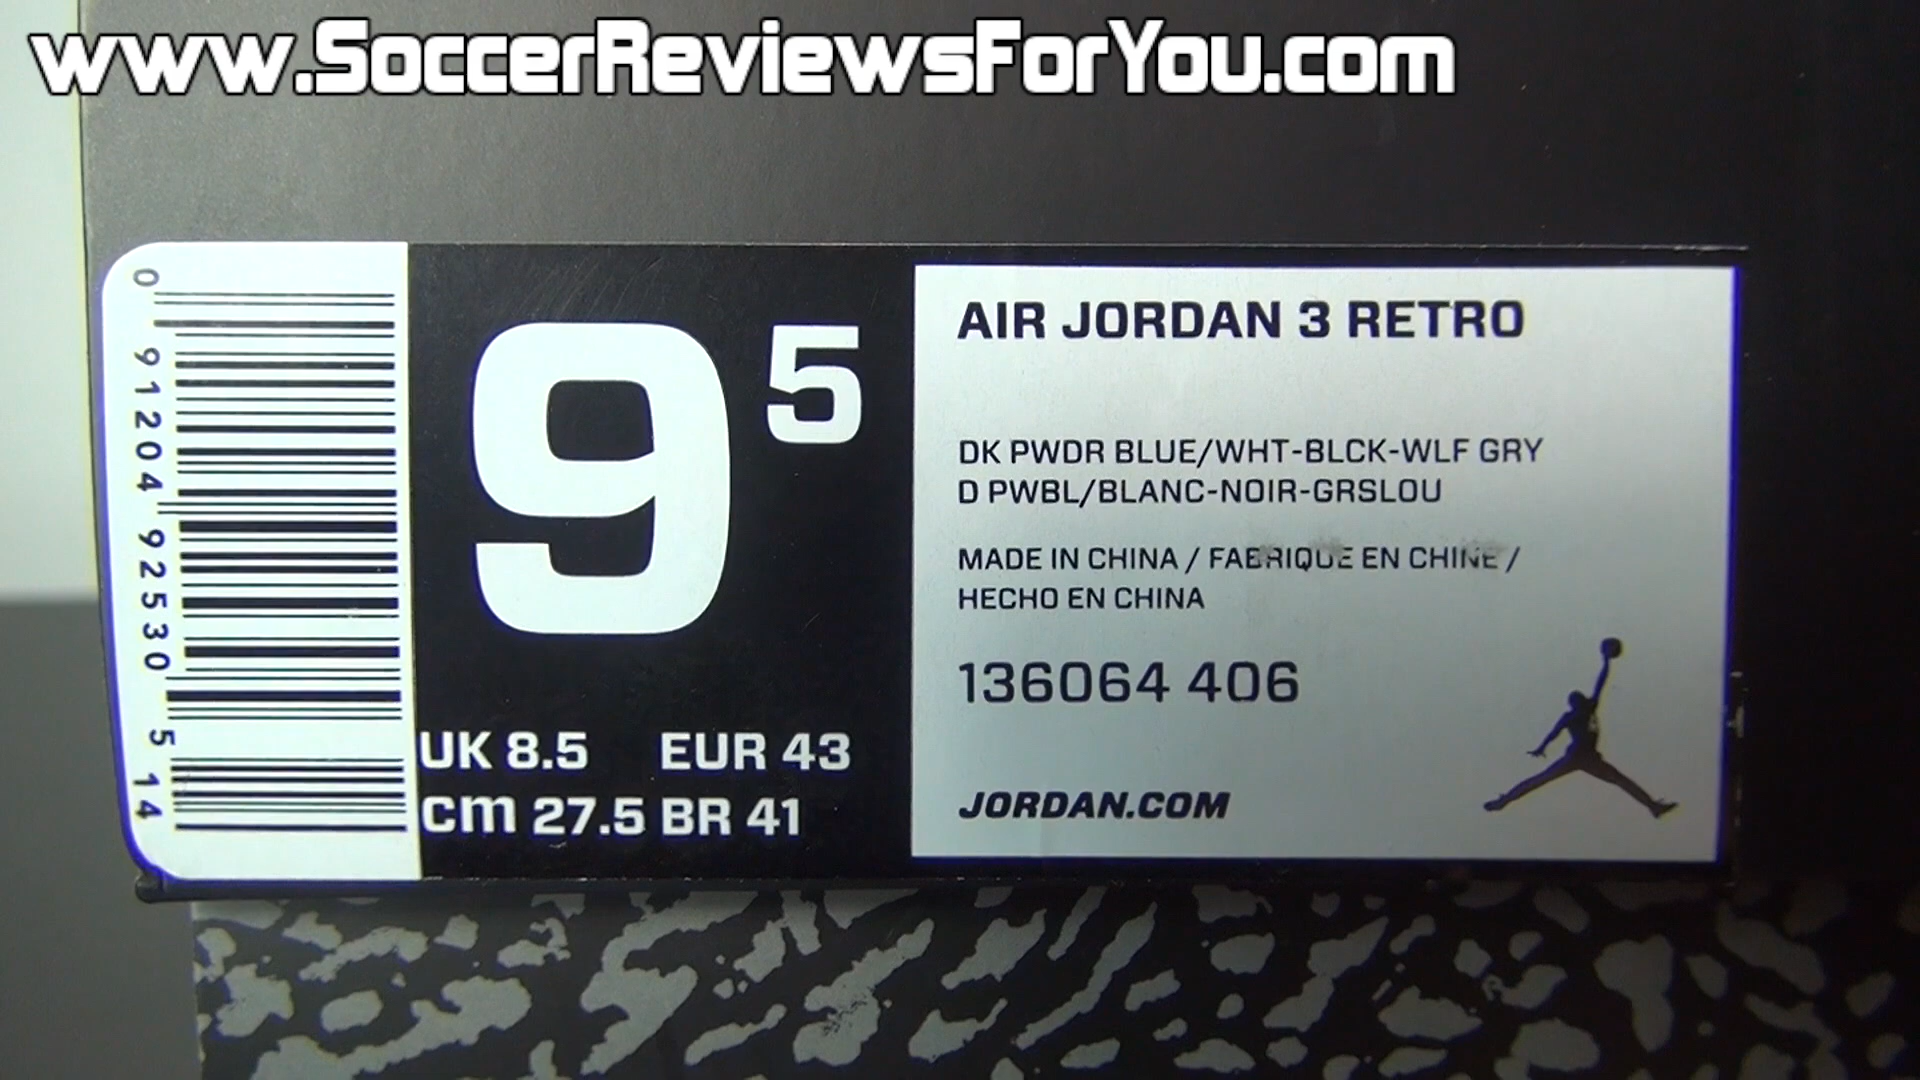 www.SoccerReviewsForYou.com
0 91204 92530 5 14
9 5
UK 8.5 EUR 43
cm 27.5 BR 41
AIR JORDAN 3 RETRO
DK PWDR BLUE/WHT-BLCK-WLF GRY
D PWBL/BLANC-NOIR-GRSLOU
MADE IN CHINA / FABRIQUE EN CHINE /
HECHO EN CHINA
136064 406
JORDAN.COM